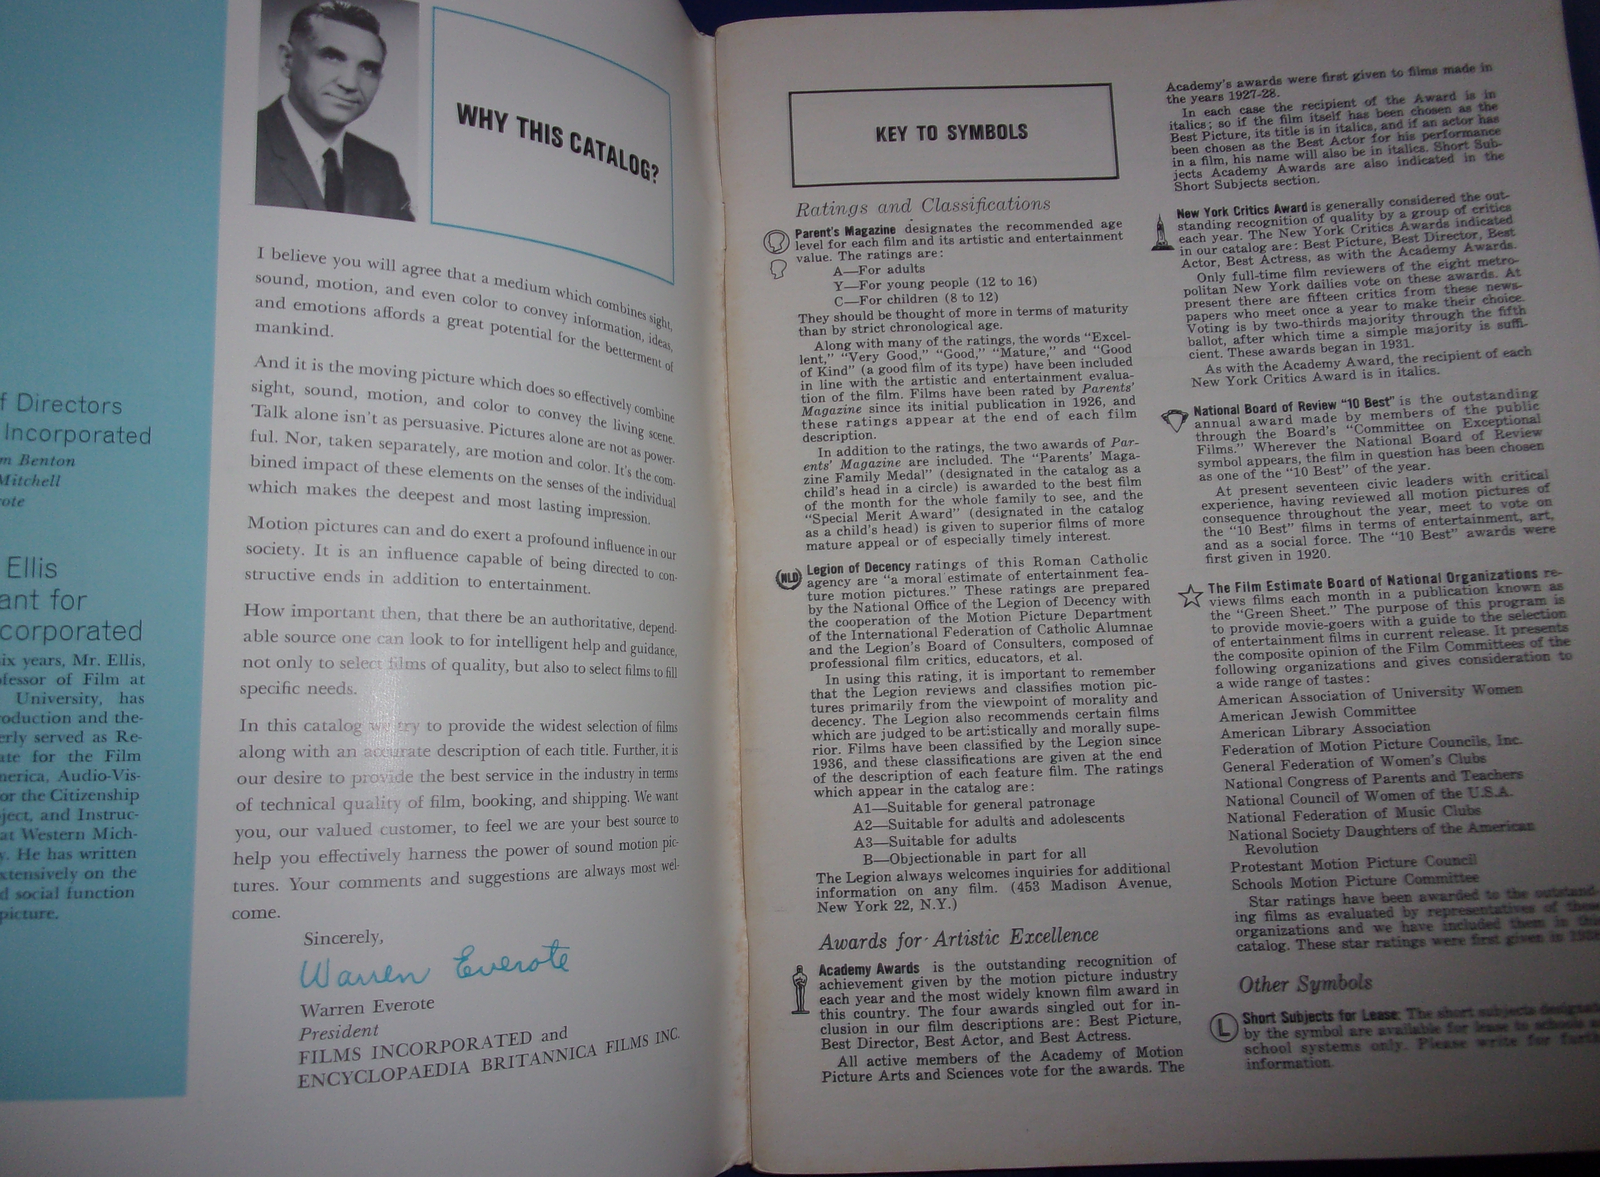 f Directors
Incorporated
m Benton
Mitchell
rote
Ellis
ant for
corporated
six years, Mr. Ellis,
fessor of Film at
University, has
oduction and the-
erly served as Re-
ate for the Film
merica, Audio-Vis-
or the Citizenship
ject, and Instruc-
at Western Mich-
y. He has written
xtensively on the
d social function
picture.
WHY THIS CATALOG?
I believe you will agree that a medium which combines sight,
sound, motion, and even color to convey information, ideas,
and emotions affords a great potential for the betterment of
mankind.
And it is the moving picture which does so effectively combine
sight, sound, motion, and color to convey the living scene.
Talk alone isn't as persuasive. Pictures alone are not as power-
ful. Nor, taken separately, are motion and color. It's the com-
bined impact of these elements on the senses of the individual
which makes the deepest and most lasting impression.
Motion pictures can and do exert a profound influence in our
society. It is an influence capable of being directed to con-
structive ends in addition to entertainment.
How important then, that there be an authoritative, depend-
able source one can look to for intelligent help and guidance,
not only to select films of quality, but also to select films to fill
specific needs.
In this catalog we try to provide the widest selection of films
along with an accurate description of each title. Further, it is
our desire to provide the best service in the industry in terms
of technical quality of film, booking, and shipping. We want
you, our valued customer, to feel we are your best source to
help you effectively harness the power of sound motion pic-
tures. Your comments and suggestions are always most wel-
come.
Sincerely,
Warren Everote
Warren Everote
President
FILMS INCORPORATED and
ENCYCLOPAEDIA BRITANNICA FILMS INC.
KEY TO SYMBOLS
Ratings and Classifications
Parent's Magazine designates the recommended age
level for each film and its artistic and entertainment
value. The ratings are:
A—For adults
Y—For young people (12 to 16)
C—For children (8 to 12)
They should be thought of more in terms of maturity
than by strict chronological age.
Along with many of the ratings, the words "Excel-
lent," "Very Good," "Good," "Mature," and "Good
of Kind" (a good film of its type) have been included
in line with the artistic and entertainment evalua-
tion of the film. Films have been rated by Parents'
Magazine since its initial publication in 1926, and
these ratings appear at the end of each film
description.
In addition to the ratings, the two awards of Par-
ents' Magazine are included. The "Parents' Maga-
zine Family Medal" (designated in the catalog as a
child's head in a circle) is awarded to the best film
of the month for the whole family to see, and the
"Special Merit Award" (designated in the catalog
as a child's head) is given to superior films of more
mature appeal or of especially timely interest.
NLD
Legion of Decency ratings of this Roman Catholic
agency are "a moral estimate of entertainment fea-
ture motion pictures." These ratings are prepared
by the National Office of the Legion of Decency with
the cooperation of the Motion Picture Department
of the International Federation of Catholic Alumnae
and the Legion's Board of Consulters, composed of
professional film critics, educators, et al.
In using this rating, it is important to remember
that the Legion reviews and classifies motion pic-
tures primarily from the viewpoint of morality and
decency. The Legion also recommends certain films
which are judged to be artistically and morally supe-
rior. Films have been classified by the Legion since
1936, and these classifications are given at the end
of the description of each feature film. The ratings
which appear in the catalog are:
A1—Suitable for general patronage
A2—Suitable for adults and adolescents
A3—Suitable for adults
B—Objectionable in part for all
The Legion always welcomes inquiries for additional
information on any film. (453 Madison Avenue,
New York 22, N.Y.)
Awards for Artistic Excellence
Academy Awards is the outstanding recognition of
achievement given by the motion picture industry
each year and the most widely known film award in
this country. The four awards singled out for in-
clusion in our film descriptions are: Best Picture,
Best Director, Best Actor, and Best Actress.
All active members of the Academy of Motion
Picture Arts and Sciences vote for the awards. The
Academy's awards were first given to films made in
the years 1927-28.
In each case the recipient of the Award is in
italics; so if the film itself has been chosen as the
Best Picture, its title is in italics, and if an actor has
been chosen as the Best Actor for his performance
in a film, his name will also be in italics. Short Sub-
jects Academy Awards are also indicated in the
Short Subjects section.
New York Critics Award is generally considered the out-
standing recognition of quality by a group of critics
each year. The New York Critics Awards indicated
in our catalog are: Best Picture, Best Director, Best
Actor, Best Actress, as with the Academy Awards.
Only full-time film reviewers of the eight metro-
politan New York dailies vote on these awards. At
present there are fifteen critics from these news-
papers who meet once a year to make their choice.
Voting is by two-thirds majority through the fifth
ballot, after which time a simple majority is suffi-
cient. These awards began in 1931.
As with the Academy Award, the recipient of each
New York Critics Award is in italics.
National Board of Review "10 Best" is the outstanding
annual award made by members of the public
through the Board's "Committee on Exceptional
Films." Wherever the National Board of Review
symbol appears, the film in question has been chosen
as one of the "10 Best" of the year.
At present seventeen civic leaders with critical
experience, having reviewed all motion pictures of
consequence throughout the year, meet to vote on
the "10 Best" films in terms of entertainment, art,
and as a social force. The "10 Best" awards were
first given in 1920.
The Film Estimate Board of National Organizations re-
views films each month in a publication known as
the "Green Sheet." The purpose of this program is
to provide movie-goers with a guide to the selection
of entertainment films in current release. It presents
the composite opinion of the Film Committees of the
following organizations and gives consideration to
a wide range of tastes:
American Association of University Women
American Jewish Committee
American Library Association
Federation of Motion Picture Councils, Inc.
General Federation of Women's Clubs
National Congress of Parents and Teachers
National Council of Women of the U.S.A.
National Federation of Music Clubs
National Society Daughters of the American
Revolution
Protestant Motion Picture Council
Schools Motion Picture Committee
Star ratings have been awarded to the outstand-
ing films as evaluated by representatives of these
organizations and we have included them in this
catalog. These star ratings were first given in
Other Symbols
L
Short Subjects for Lease: The short subjects designated
by the symbol are available for lease to schools
school systems only. Please write for
information.